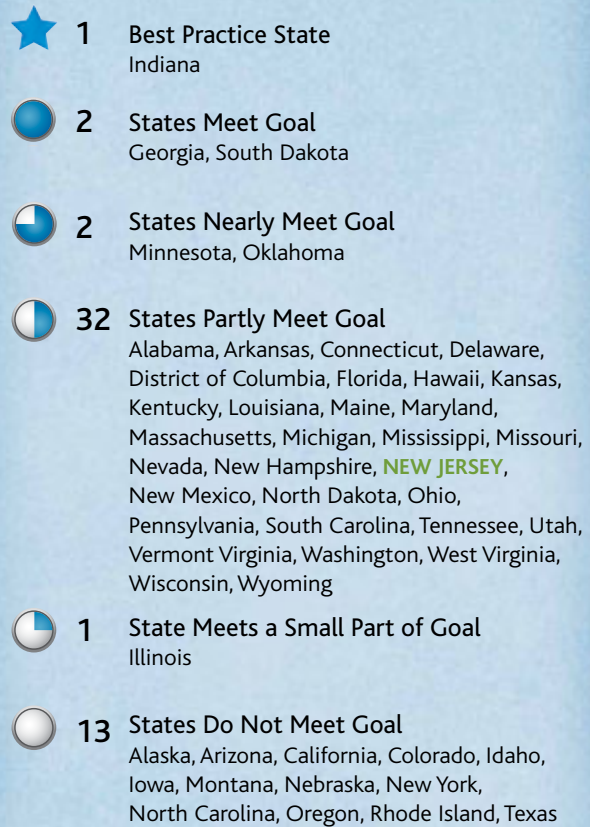 1 Best Practice State
Indiana
2 States Meet Goal
Georgia, South Dakota
2 States Nearly Meet Goal
Minnesota, Oklahoma
32 States Partly Meet Goal
Alabama, Arkansas, Connecticut, Delaware,
District of Columbia, Florida, Hawaii, Kansas,
Kentucky, Louisiana, Maine, Maryland,
Massachusetts, Michigan, Mississippi, Missouri,
Nevada, New Hampshire, NEW JERSEY,
New Mexico, North Dakota, Ohio,
Pennsylvania, South Carolina, Tennessee, Utah,
Vermont Virginia, Washington, West Virginia,
Wisconsin, Wyoming
1 State Meets a Small Part of Goal
Illinois
13 States Do Not Meet Goal
Alaska, Arizona, California, Colorado, Idaho,
Iowa, Montana, Nebraska, New York,
North Carolina, Oregon, Rhode Island, Texas